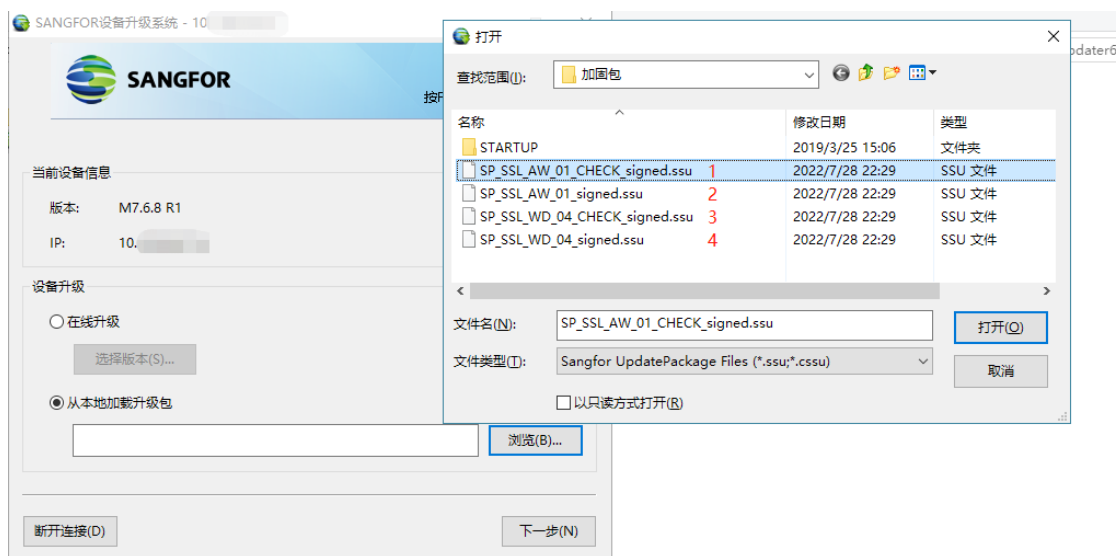 SANGFOR设备升级系统 - 10
SANGFOR
按F
当前设备信息
版本: M7.6.8 R1
IP: 10.
设备升级
在线升级
选择版本(S)...
从本地加载升级包
浏览(B)...
断开连接(D)
下一步(N)
pdater6
打开
查找范围(I): 加固包
名称 修改日期 类型
STARTUP 2019/3/25 15:06 文件夹
SP_SSL_AW_01_CHECK_signed.ssu 1 2022/7/28 22:29 SSU 文件
SP_SSL_AW_01_signed.ssu 2 2022/7/28 22:29 SSU 文件
SP_SSL_WD_04_CHECK_signed.ssu 3 2022/7/28 22:29 SSU 文件
SP_SSL_WD_04_signed.ssu 4 2022/7/28 22:29 SSU 文件
文件名(N): SP_SSL_AW_01_CHECK_signed.ssu 打开(O)
文件类型(T): Sangfor UpdatePackage Files (*.ssu;*.cssu) 取消
以只读方式打开(R)